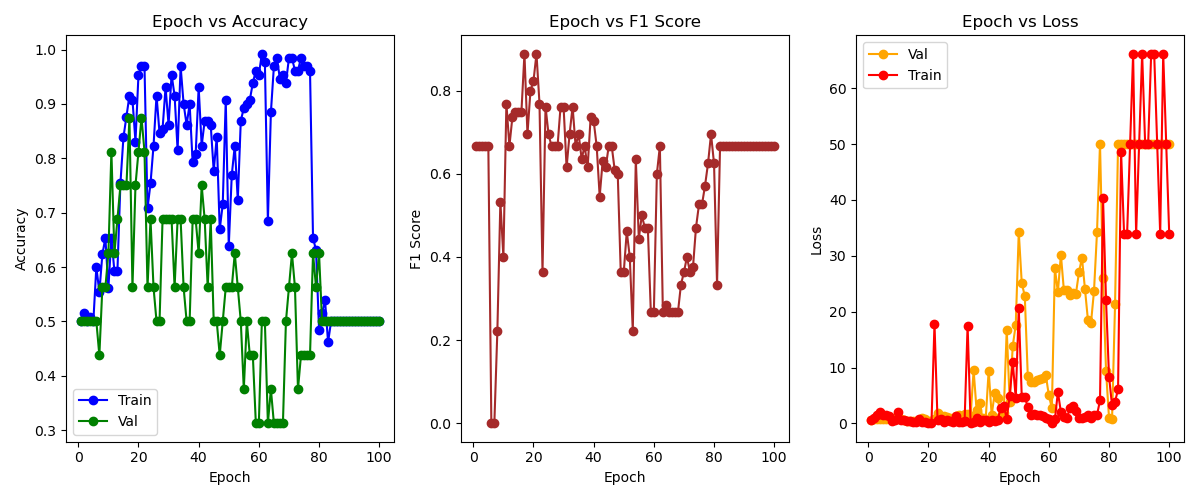 Epoch vs Accuracy
Accuracy
1.0
0.9
0.8
0.7
0.6
0.5
0.4
0.3
Train
Val
0 20 40 60 80 100
Epoch
Epoch vs F1 Score
F1 Score
0.8
0.6
0.4
0.2
0.0
0 20 40 60 80 100
Epoch
Epoch vs Loss
Loss
Val
Train
60
50
40
30
20
10
0
0 20 40 60 80 100
Epoch